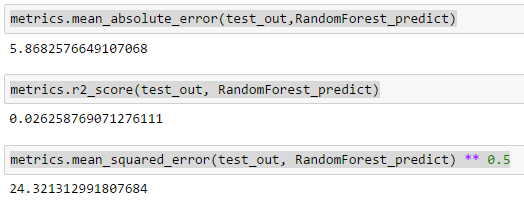 metrics.mean_absolute_error(test_out,RandomForest_predict)
5.8682576649107068
metrics.r2_score(test_out, RandomForest_predict)
0.026258769071276111
metrics.mean_squared_error(test_out, RandomForest_predict) ** 0.5
24.321312991807684